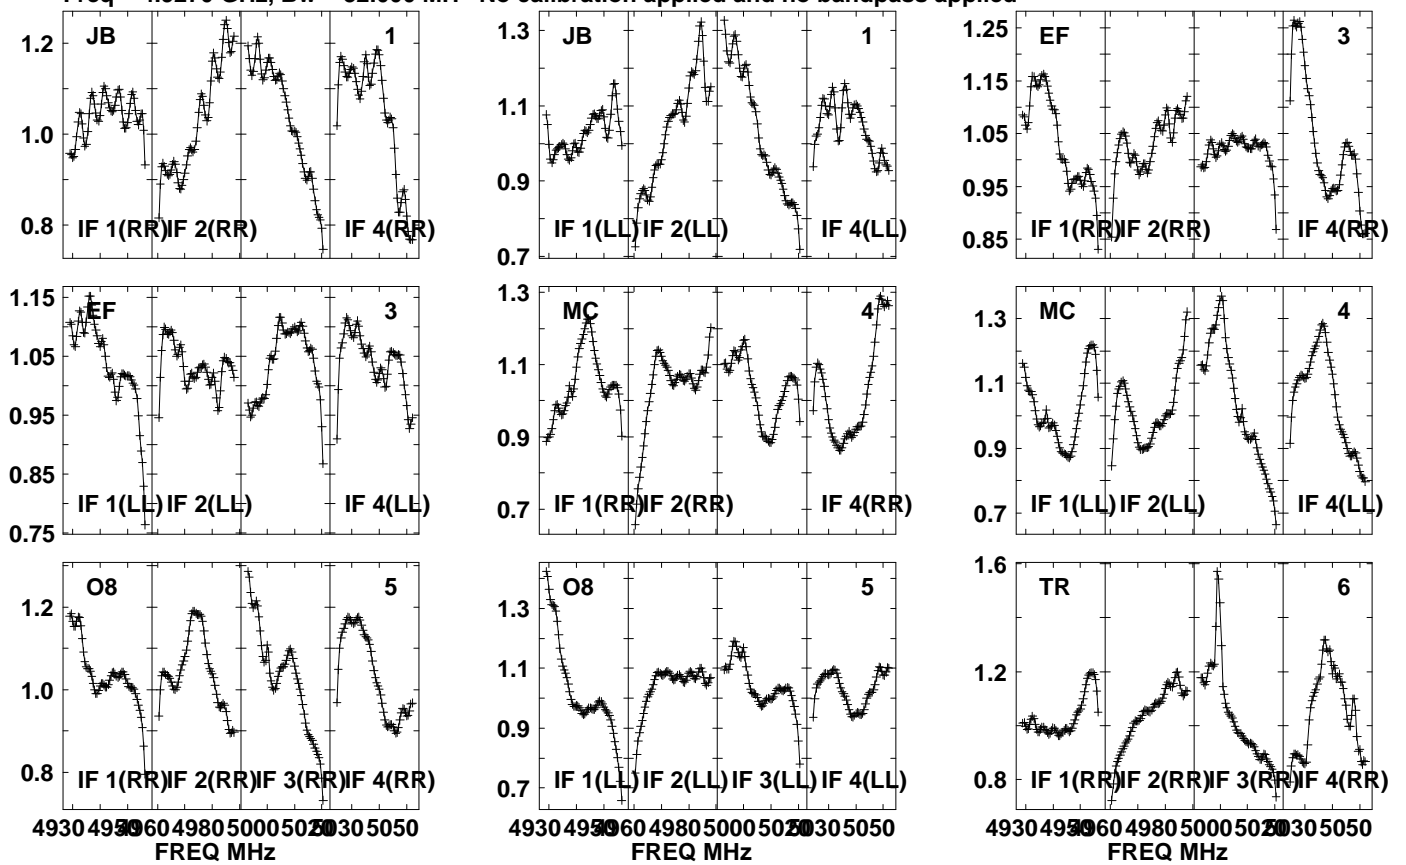 No calibration applied and no bandpass applied
JB 1
1.2
1.0
0.8
IF 1(RR) IF 2(RR) IF 4(RR)
JB 1
1.3
1.1
0.9
0.7
IF 1(LL) IF 2(LL) IF 4(LL)
EF 3
1.25
1.15
1.05
0.95
0.85
IF 1(RR) IF 2(RR) IF 4(RR)
EF 3
1.15
1.05
0.95
0.85
0.75
IF 1(LL) IF 2(LL) IF 4(LL)
MC 4
1.3
1.1
0.9
0.7
IF 1(RR) IF 2(RR) IF 4(RR)
MC 4
1.3
1.1
0.9
0.7
IF 1(LL) IF 2(LL) IF 4(LL)
O8 5
1.2
1.0
0.8
IF 1(RR) IF 2(RR) IF 3(RR) IF 4(RR)
4930 4960 4980 5000 5050
FREQ MHz
O8 5
1.3
1.1
0.9
0.7
IF 1(LL) IF 2(LL) IF 3(LL) IF 4(LL)
4930 4960 4980 5000 5050
FREQ MHz
TR 6
1.6
1.2
0.8
IF 1(RR) IF 2(RR) IF 3(RR) IF 4(RR)
4930 4960 4980 5000 5050
FREQ MHz